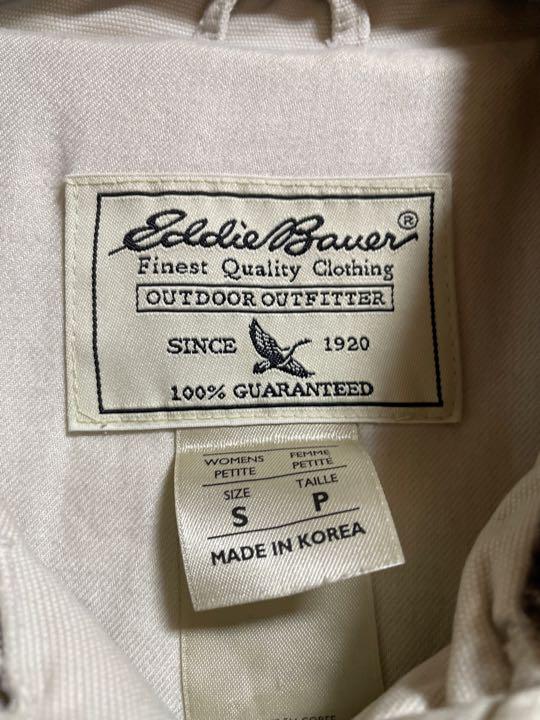 Eddie Bauer®
Finest Quality Clothing
OUTDOOR OUTFITTER
SINCE 1920
100% GUARANTEED
WOMENS PETITE
FEMME PETITE
SIZE TAILLE
S P
MADE IN KOREA